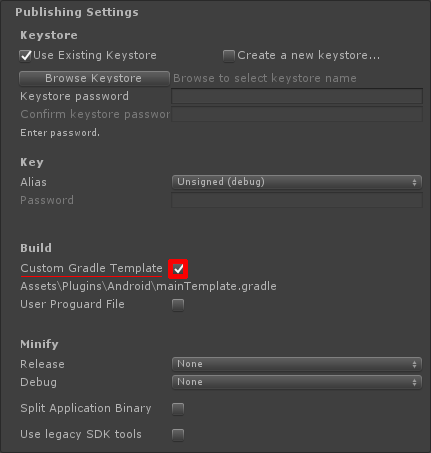 Publishing Settings
Keystore
Use Existing Keystore Create a new keystore...
Browse Keystore Browse to select keystore name
Keystore password
Confirm keystore passwor
Enter password.
Key
Alias Unsigned (debug)
Password
Build
Custom Gradle Template
Assets\Plugins\Android\mainTemplate.gradle
User Proguard File
Minify
Release None
Debug None
Split Application Binary
Use legacy SDK tools